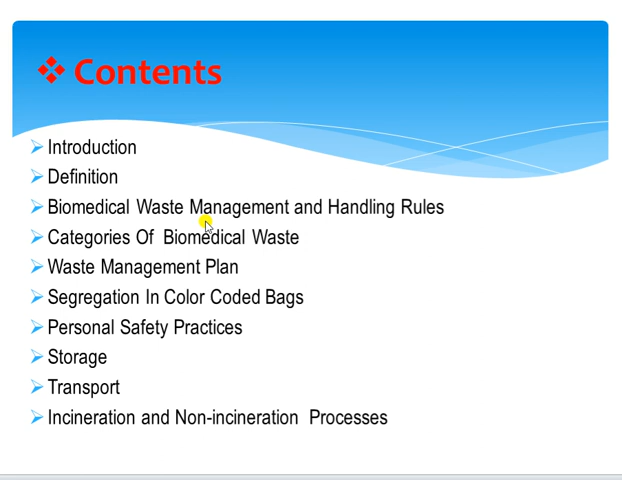 Contents
Introduction
Definition
Biomedical Waste Management and Handling Rules
Categories Of Biomedical Waste
Waste Management Plan
Segregation In Color Coded Bags
Personal Safety Practices
Storage
Transport
Incineration and Non-incineration Processes